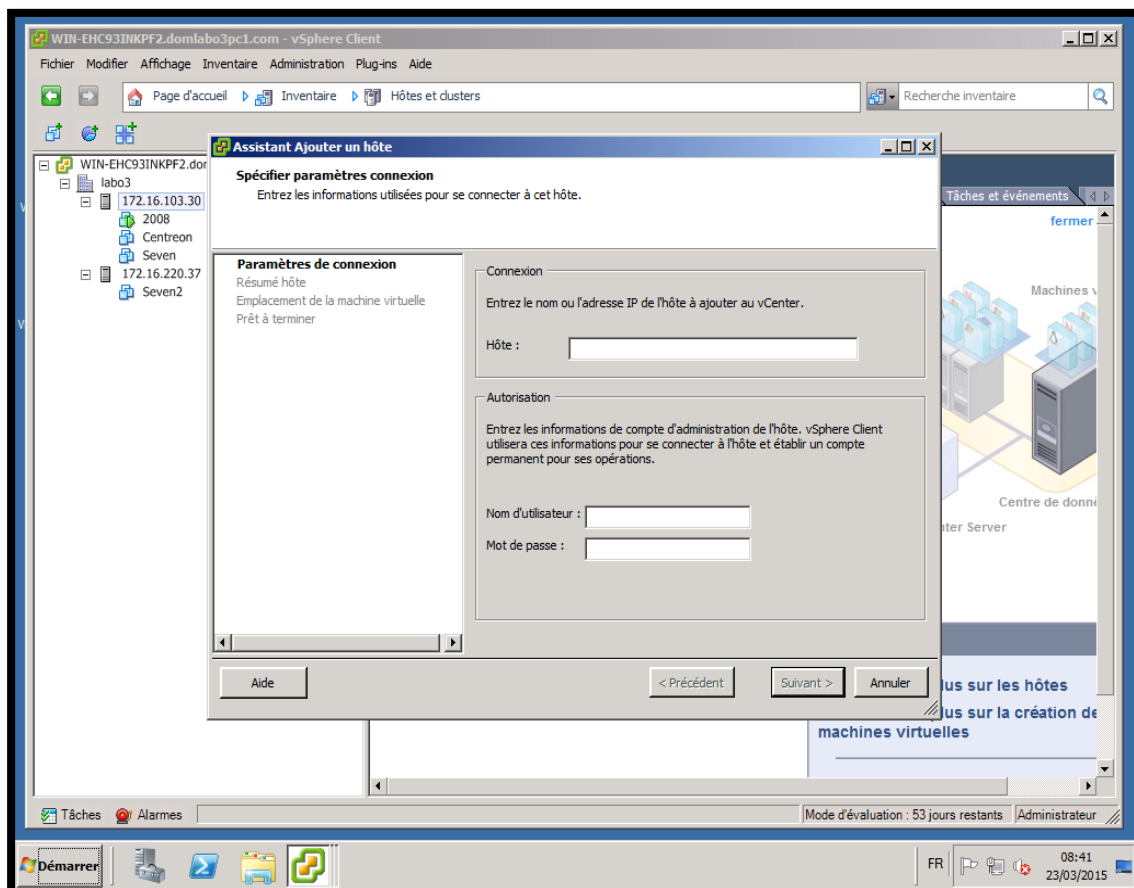 WIN-EHC93INKPF2.domlabo3pc1.com - vSphere Client
Fichier Modifier Affichage Inventaire Administration Plug-ins Aide
Page d'accueil Inventaire Hôtes et clusters
Recherche inventaire
WIN-EHC93INKPF2.dor
labo3
172.16.103.30
2008
Centreon
Seven
172.16.220.37
Seven2
Assistant Ajouter un hôte
Spécifier paramètres connexion
Entrez les informations utilisées pour se connecter à cet hôte.
Paramètres de connexion
Résumé hôte
Emplacement de la machine virtuelle
Prêt à terminer
Connexion
Entrez le nom ou l'adresse IP de l'hôte à ajouter au vCenter.
Hôte :
Autorisation
Entrez les informations de compte d'administration de l'hôte. vSphere Client
utilisera ces informations pour se connecter à l'hôte et établir un compte
permanent pour ses opérations.
Nom d'utilisateur :
Mot de passe :
Aide
< Précédent
Suivant >
Annuler
Tâches et événements
fermer
Machines v
Centre de donné
nter Server
lus sur les hôtes
lus sur la création de
machines virtuelles
Tâches Alarmes
Mode d'évaluation : 53 jours restants Administrateur
Démarrer
FR
08:41
23/03/2015